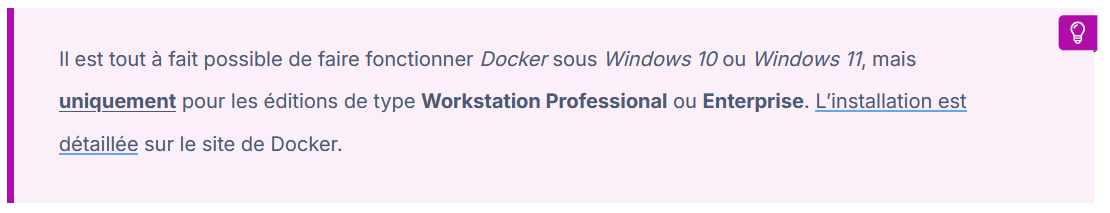 Il est tout à fait possible de faire fonctionner Docker sous Windows 10 ou Windows 11, mais
uniquement pour les éditions de type Workstation Professional ou Enterprise. L’installation est
détaillée sur le site de Docker.